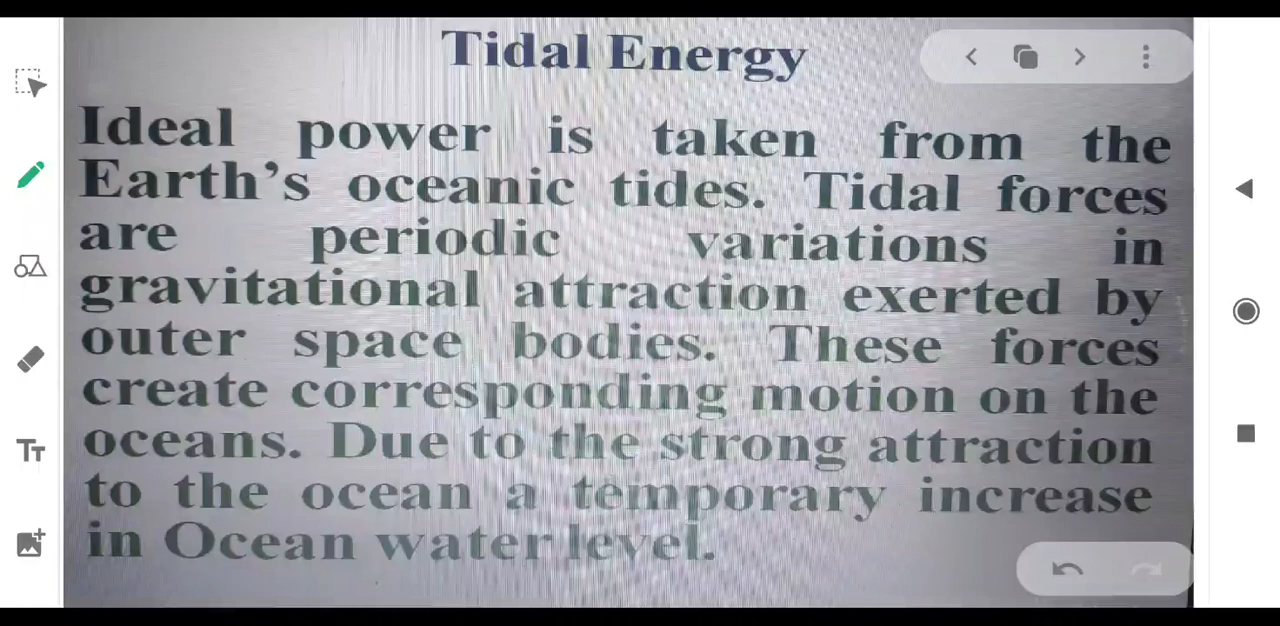 Tidal Energy
Ideal power is taken from the
Earth's oceanic tides. Tidal forces
are periodic variations in
gravitational attraction exerted by
outer space bodies. These forces
create corresponding motion on the
oceans. Due to the strong attraction
to the ocean a temporary increase
in Ocean water level.
Tт